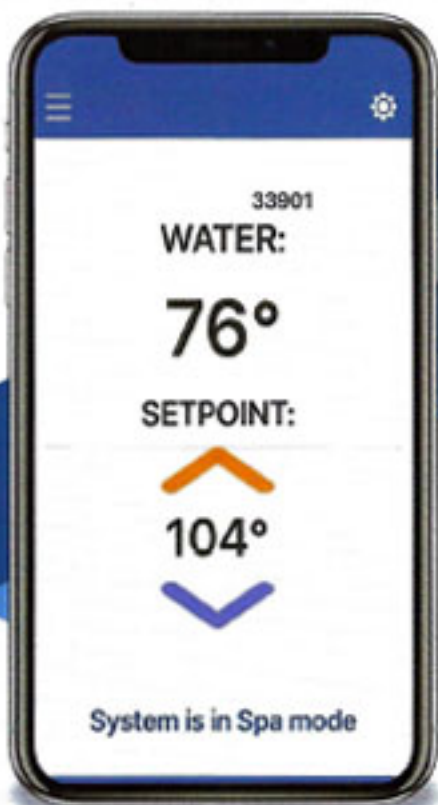 33901
WATER:
76°
SETPOINT:
104°
System is in Spa mode